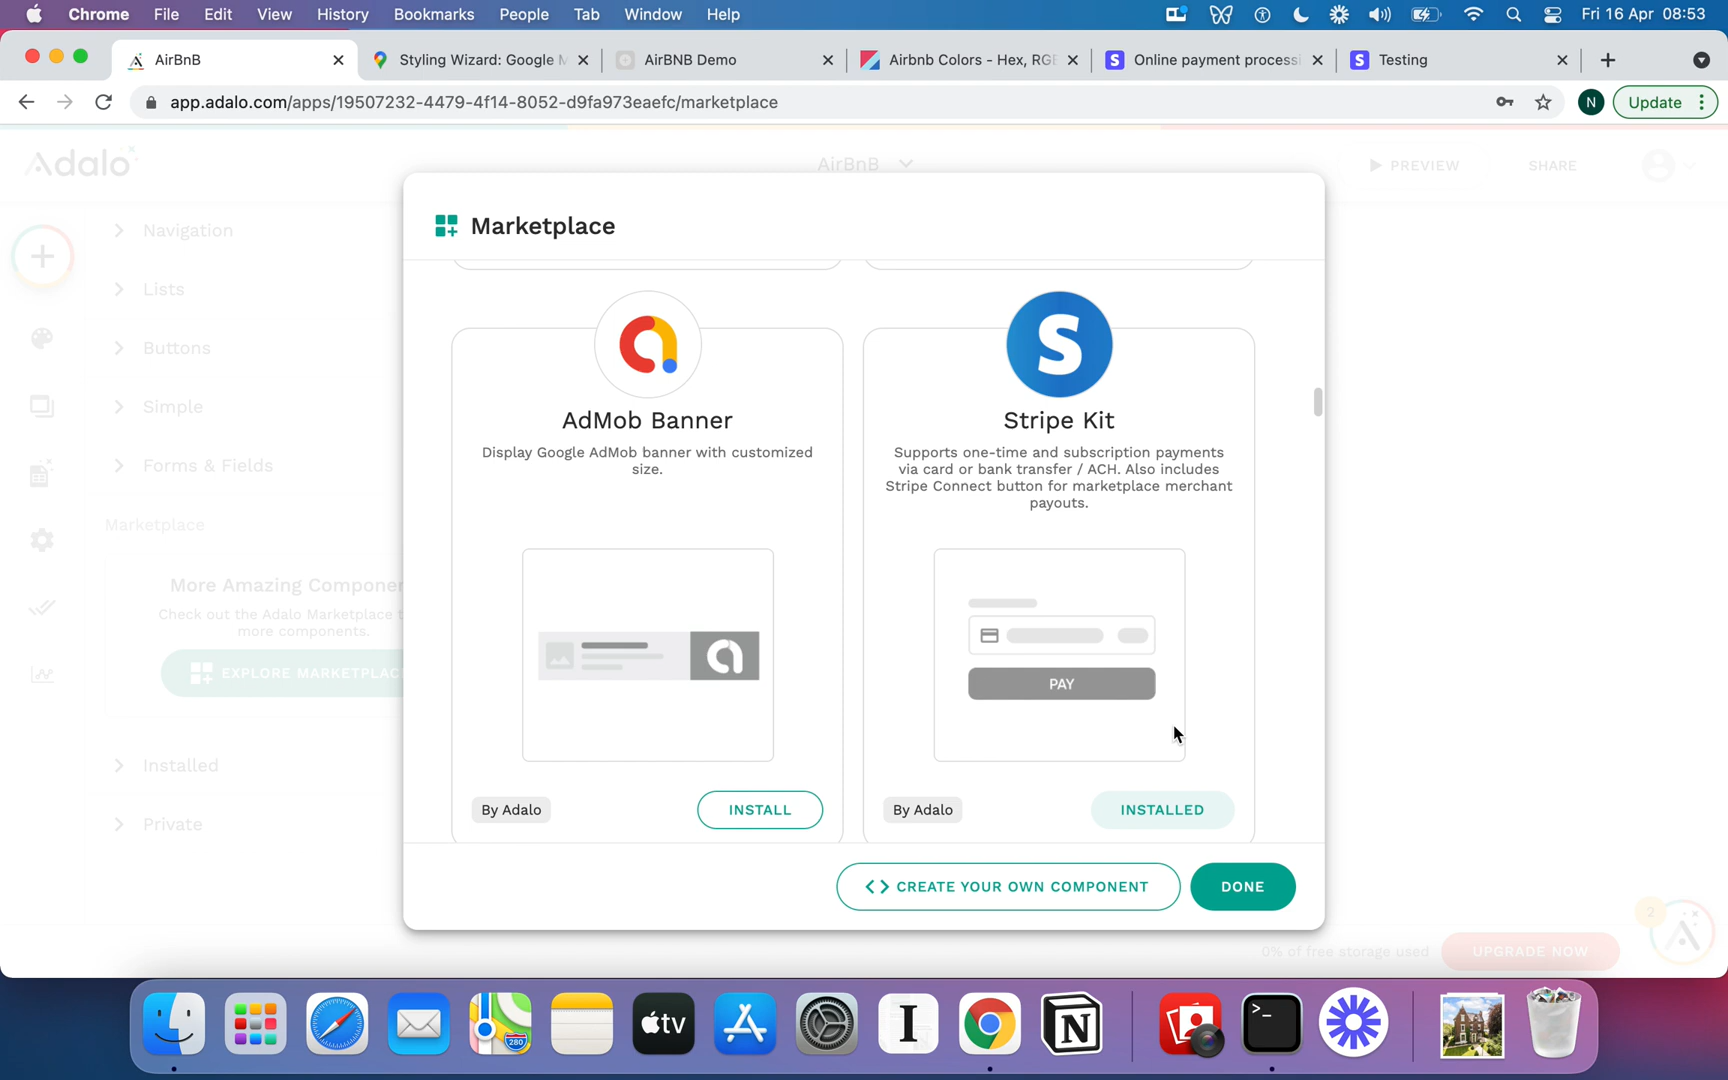 Chrome File Edit View History Bookmarks People Tab Window Help Fri 16 Apr 08:53
AirBnB Styling Wizard: Google M AirBNB Demo Airbnb Colors - Hex, RGB Online payment processi Testing
app.adalo.com/apps/19507232-4479-4f14-8052-d9fa973eaefc/marketplace N Update
Adalo AirBnB PREVIEW SHARE
Navigation
Lists
Buttons
Simple
Forms & Fields
Marketplace
More Amazing Componen
Check out the Adalo Marketplace t
more components.
EXPLORE MARKETPLAC
Installed
Private
Marketplace
AdMob Banner
Display Google AdMob banner with customized
size.
By Adalo INSTALL
S
Stripe Kit
Supports one-time and subscription payments
via card or bank transfer / ACH. Also includes
Stripe Connect button for marketplace merchant
payouts.
PAY
By Adalo INSTALLED
CREATE YOUR OWN COMPONENT DONE
2
0% of free storage used UPGRADE NOW
280
tv